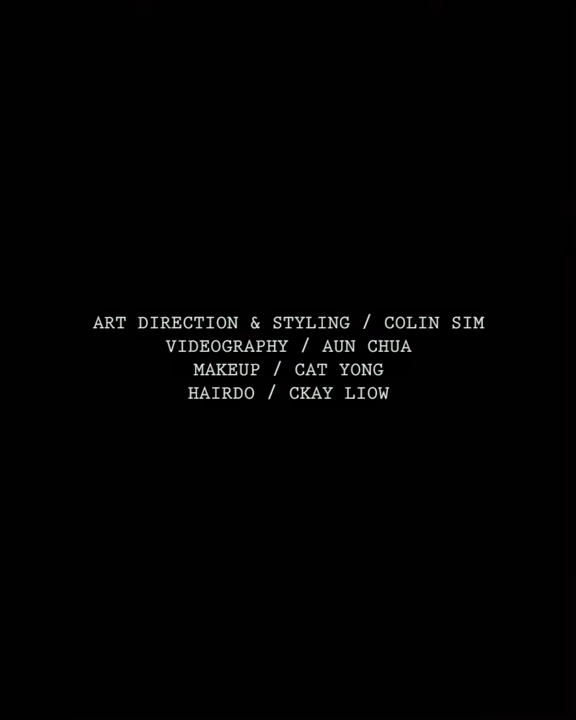 ART DIRECTION & STYLING / COLIN SIM
VIDEOGRAPHY / AUN CHUA
MAKEUP / CAT YONG
HAIRDO / CKAY LIOW